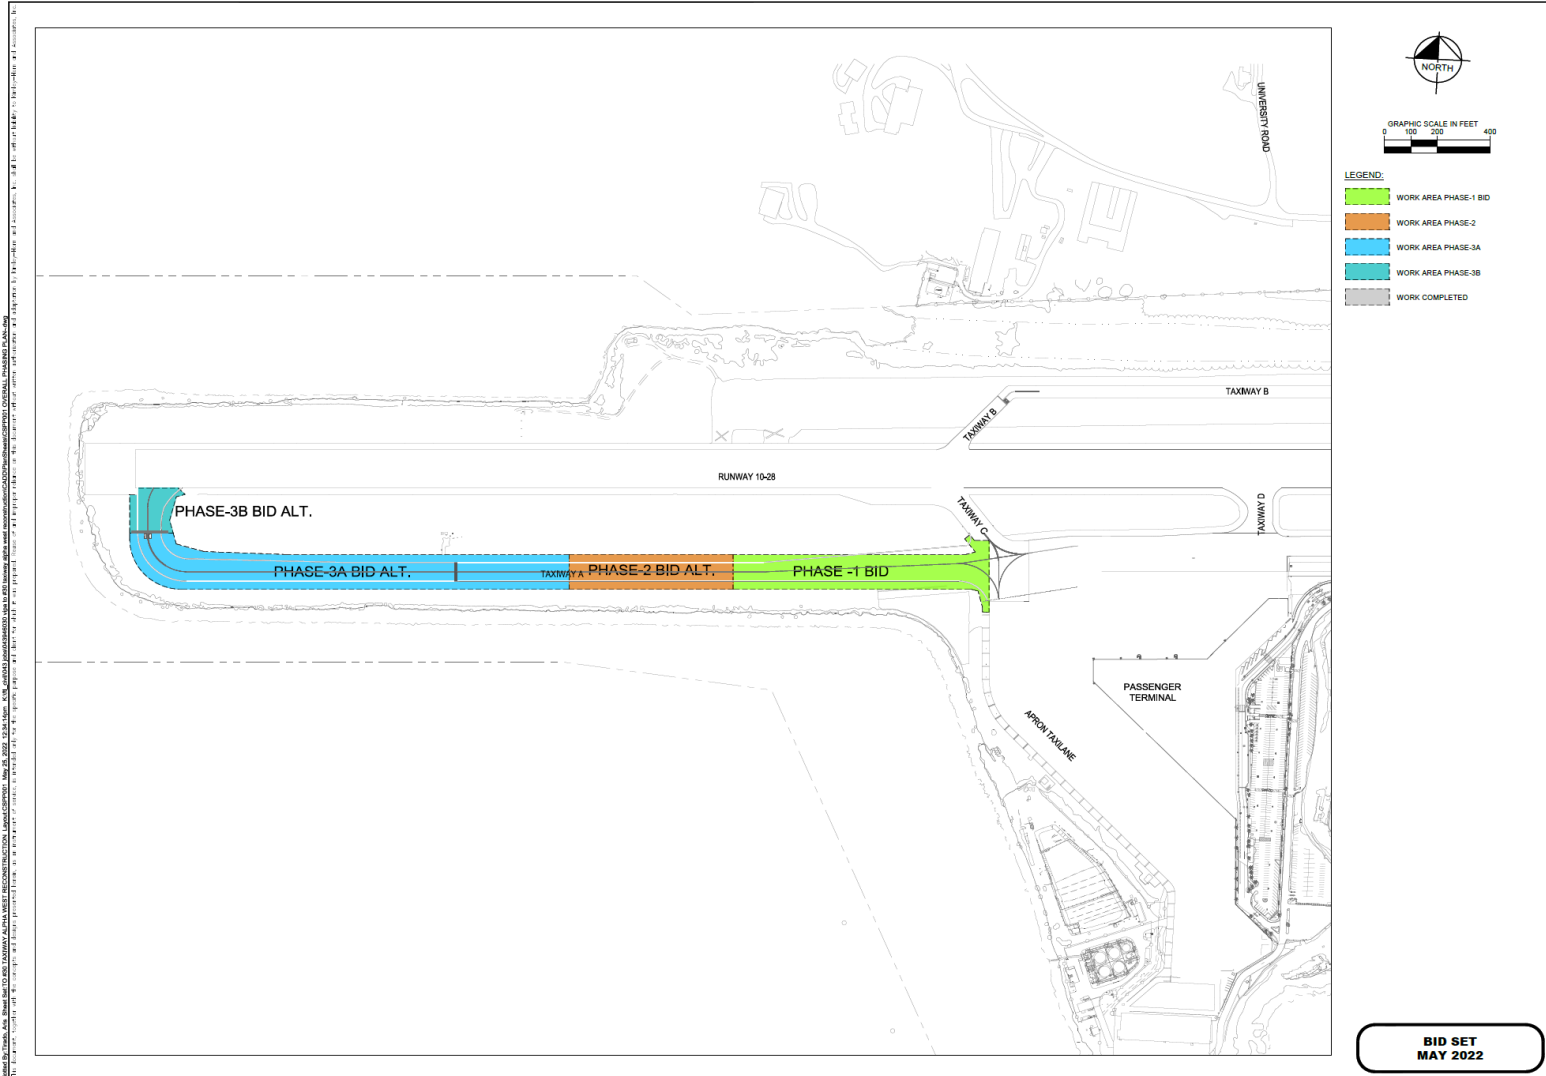 NORTH
GRAPHIC SCALE IN FEET
0 100 200 400
LEGEND:
WORK AREA PHASE-1 BID
WORK AREA PHASE-2
WORK AREA PHASE-3A
WORK AREA PHASE-3B
WORK COMPLETED
UNIVERSITY ROAD
TAXIWAY B
TAXIWAY B
RUNWAY 10-28
TAXIWAY C
TAXIWAY D
PHASE-3B BID ALT.
PHASE-3A BID ALT.
TAXIWAY A
PHASE-2 BID ALT.
PHASE -1 BID
PASSENGER
TERMINAL
APRON TAXILANE
BID SET
MAY 2022